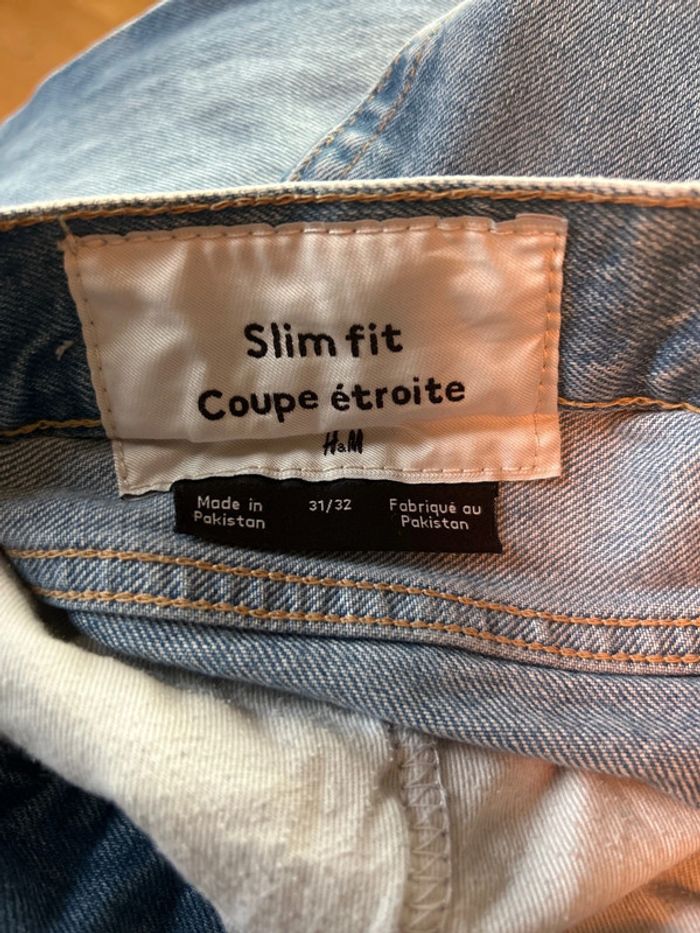 Slim fit
Coupe étroite
H&M
Made in
Pakistan
31/32
Fabriqué au
Pakistan